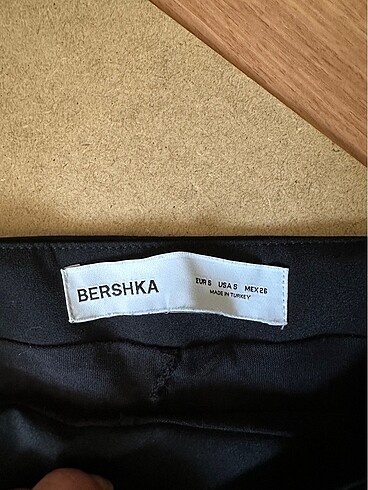 BERSHKA
EUR S USA S MEX 26
MADE IN TURKEY